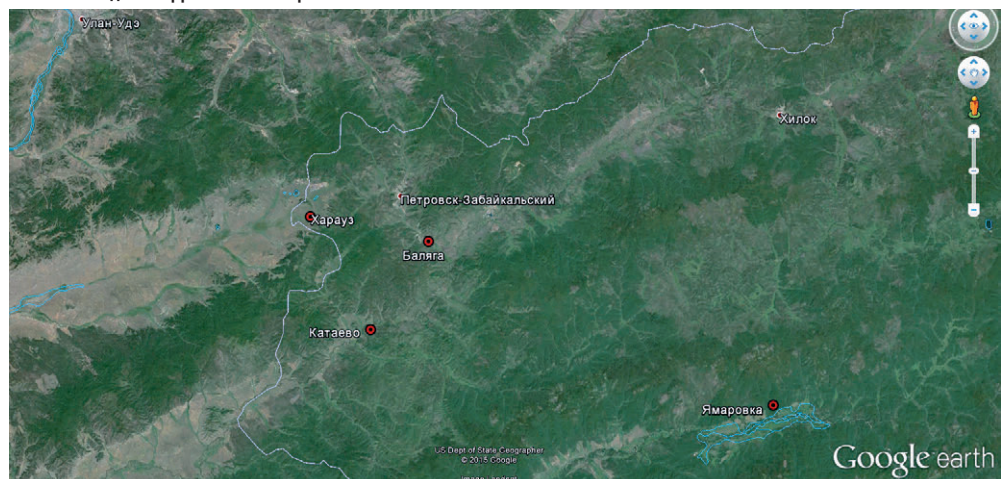 Улан-Удэ
Хилок
Петровск-Забайкальский
Харауз
Баляга
Катаево
Ямаровка
US Dept of State Geographer
© 2015 Google
Google earth